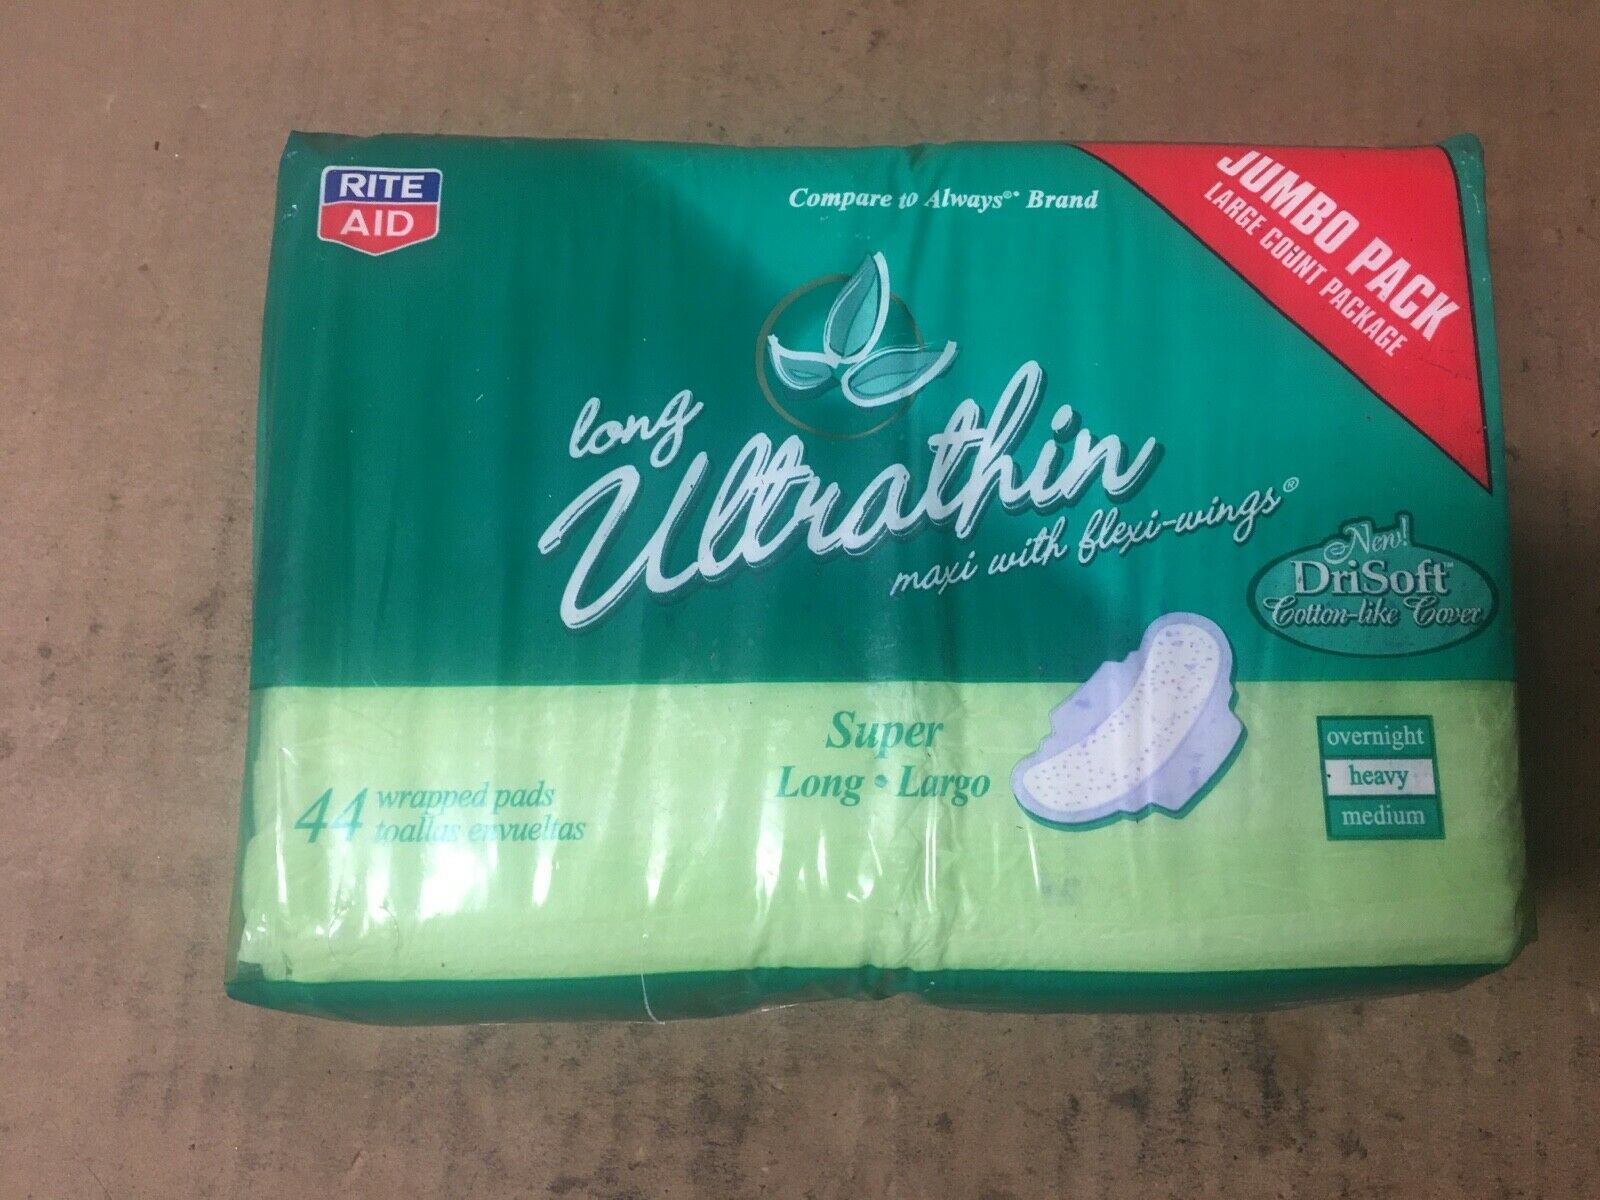 RITE
AID
Compare to Always®* Brand
JUMBO PACK
LARGE COUNT PACKAGE
long
Ultrathin
maxi with flexi-wings®
New!
DriSoft™
Cotton-like Cover
Super
Long • Largo
44 wrapped pads
toallas envueltas
overnight
heavy
medium